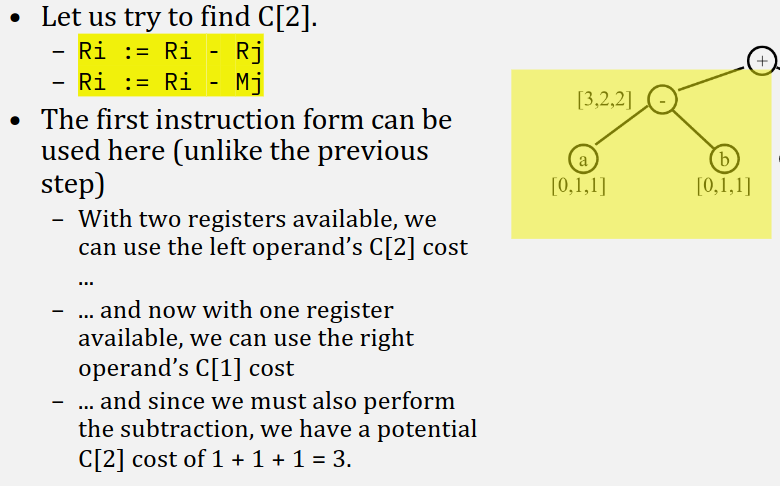 • Let us try to find C[2].
– Ri := Ri - Rj
– Ri := Ri - Mj
• The first instruction form can be
used here (unlike the previous
step)
– With two registers available, we
can use the left operand's C[2] cost
...
– ... and now with one register
available, we can use the right
operand's C[1] cost
– ... and since we must also perform
the subtraction, we have a potential
C[2] cost of 1 + 1 + 1 = 3.
+
[3,2,2] -
a b
[0,1,1] [0,1,1]